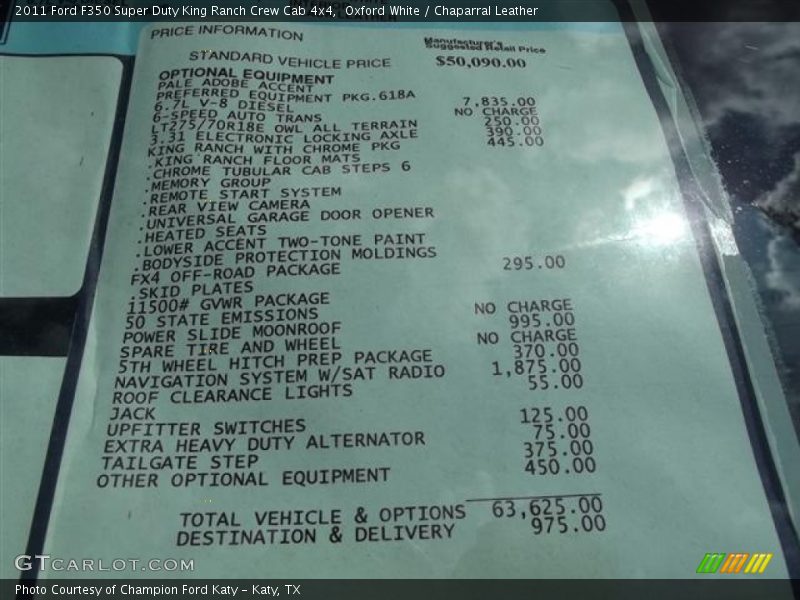 2011 Ford F350 Super Duty King Ranch Crew Cab 4x4, Oxford White / Chaparral Leather
PRICE INFORMATION
Manufacturer's
Suggested Retail Price
STANDARD VEHICLE PRICE $50,090.00
OPTIONAL EQUIPMENT
PALE ADOBE ACCENT
PREFERRED EQUIPMENT PKG.618A
6.7L V-8 DIESEL 7,835.00
6-SPEED AUTO TRANS NO CHARGE
LT275/70R18E OWL ALL TERRAIN 250.00
3.31 ELECTRONIC LOCKING AXLE 390.00
KING RANCH WITH CHROME PKG 445.00
.KING RANCH FLOOR MATS
.CHROME TUBULAR CAB STEPS 6
.MEMORY GROUP
.REMOTE START SYSTEM
.REAR VIEW CAMERA
.UNIVERSAL GARAGE DOOR OPENER
.HEATED SEATS
.LOWER ACCENT TWO-TONE PAINT
.BODYSIDE PROTECTION MOLDINGS
FX4 OFF-ROAD PACKAGE 295.00
.SKID PLATES
11500# GVWR PACKAGE
50 STATE EMISSIONS NO CHARGE
POWER SLIDE MOONROOF 995.00
SPARE TIRE AND WHEEL NO CHARGE
5TH WHEEL HITCH PREP PACKAGE 370.00
NAVIGATION SYSTEM W/SAT RADIO 1,875.00
ROOF CLEARANCE LIGHTS 55.00
JACK
UPFITTER SWITCHES 125.00
EXTRA HEAVY DUTY ALTERNATOR 75.00
TAILGATE STEP 375.00
OTHER OPTIONAL EQUIPMENT 450.00
TOTAL VEHICLE & OPTIONS 63,625.00
DESTINATION & DELIVERY 975.00
GTCARLOT.COM
Photo Courtesy of Champion Ford Katy – Katy, TX